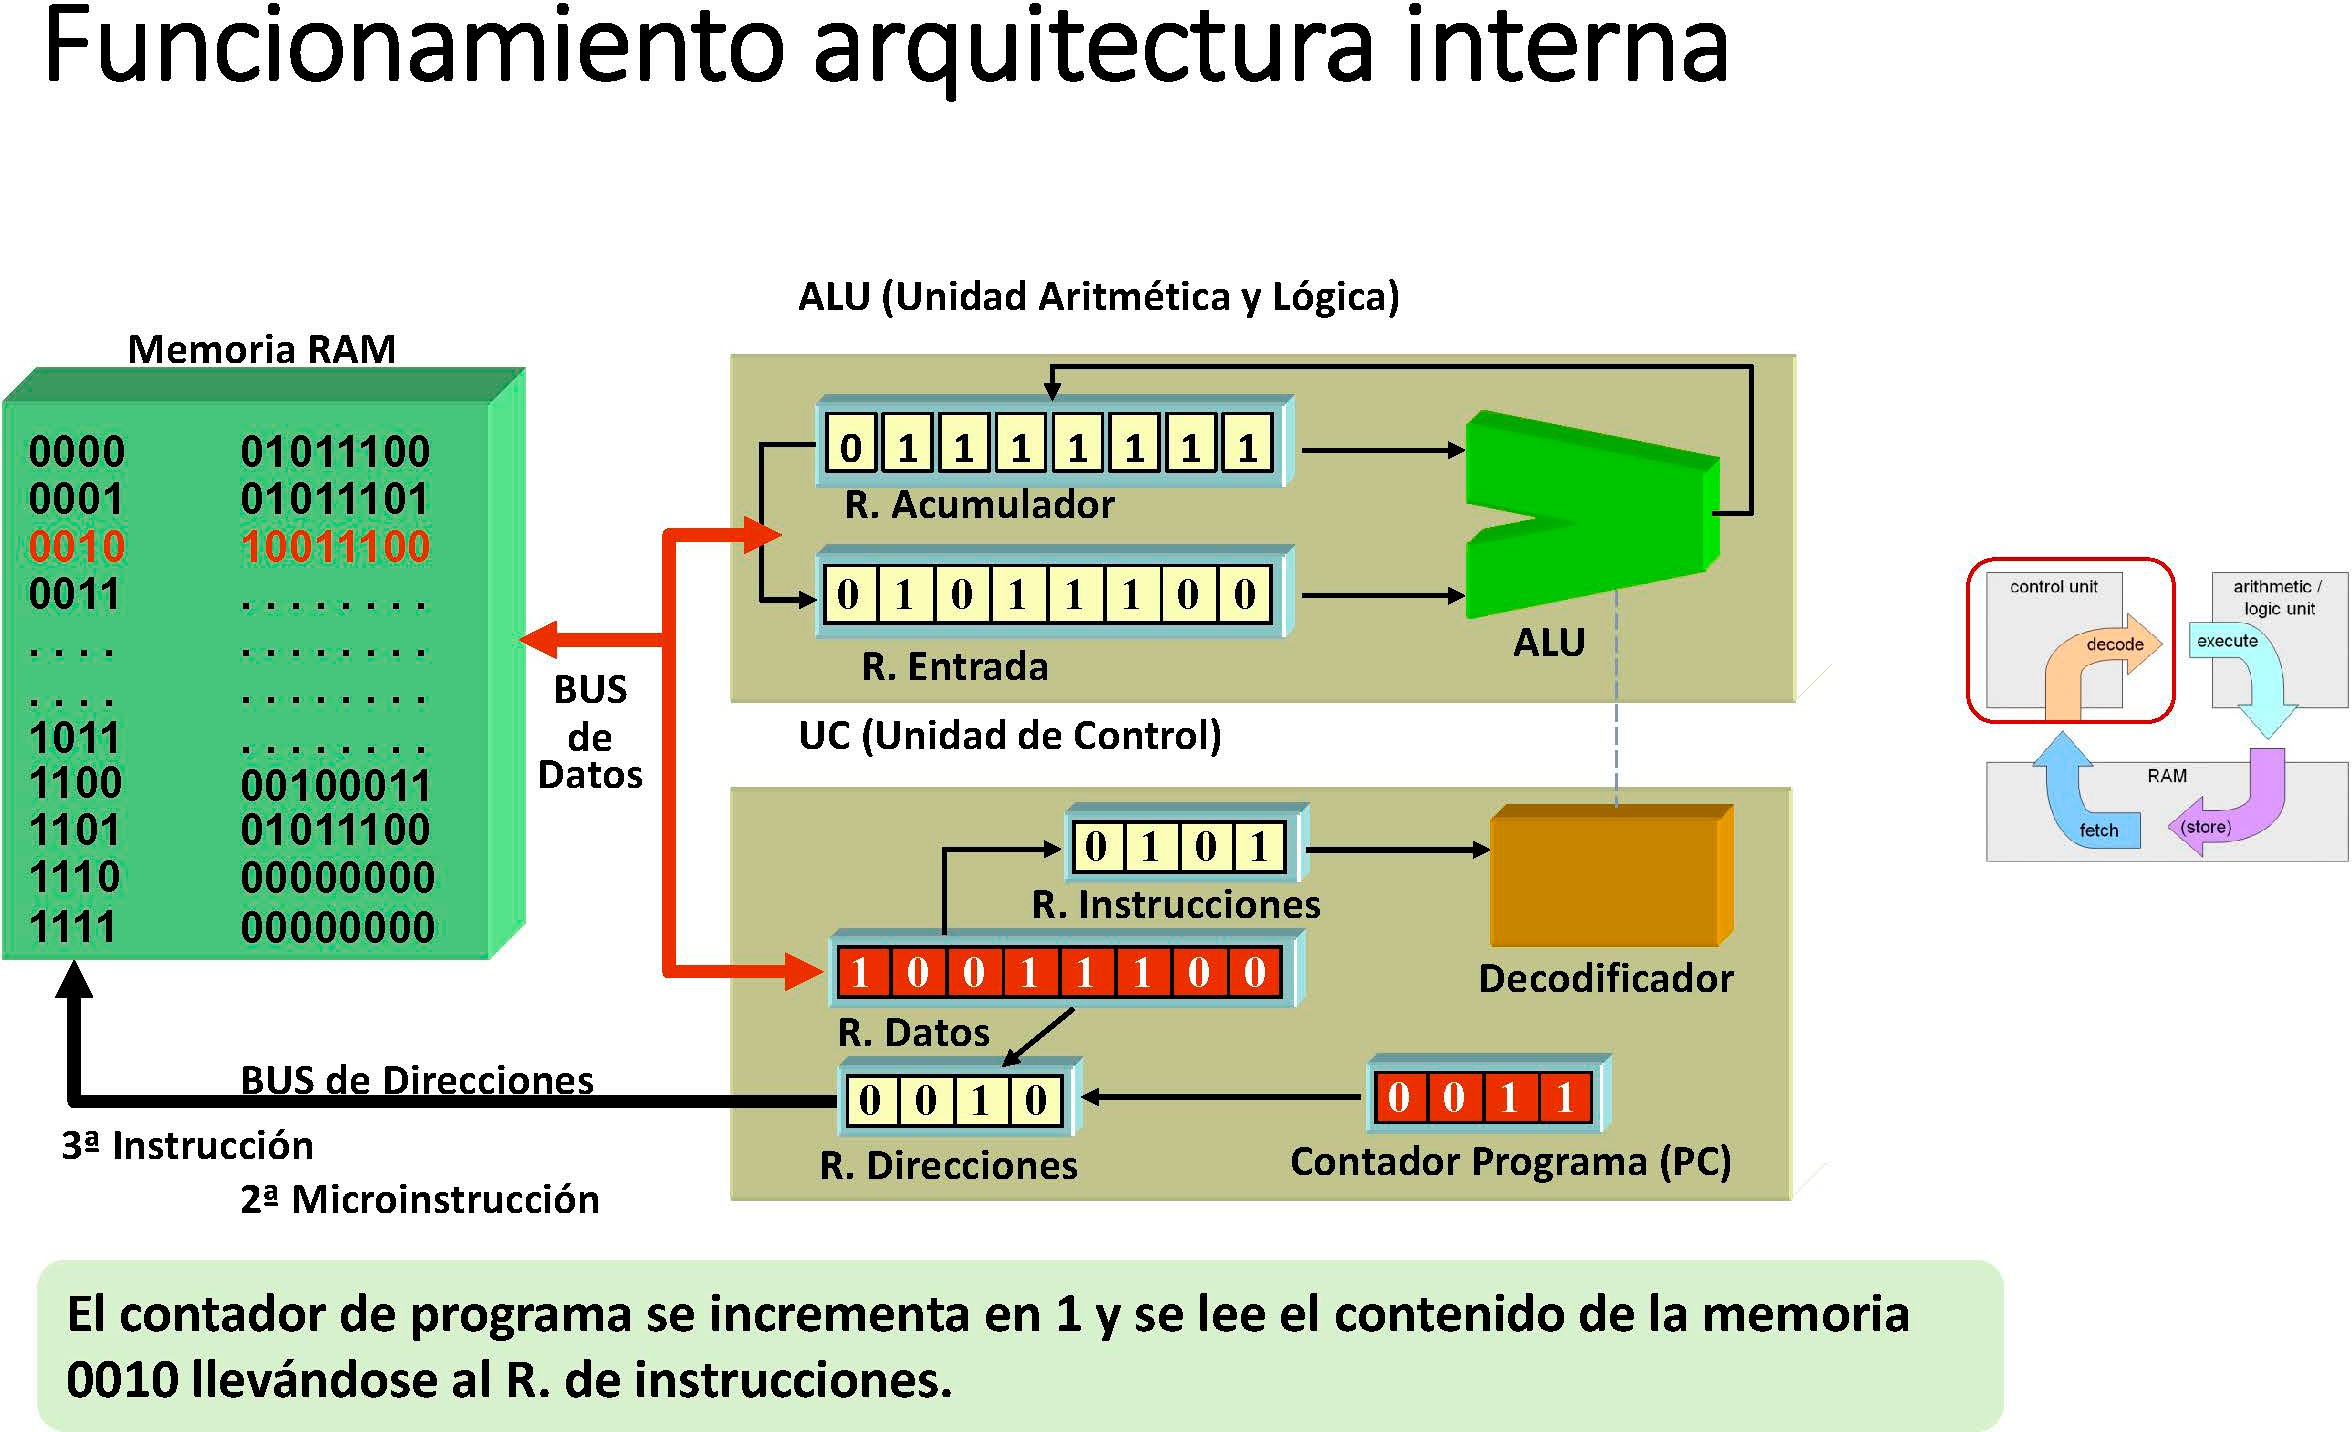 Funcionamiento arquitectura interna
ALU (Unidad Aritmética y Lógica)
Memoria RAM
0000 01011100
0001 01011101
0010 10011100
0011 . . . . . . . .
. . . . . . . . . . . .
. . . . . . . . . . . .
1011 . . . . . . . .
1100 00100011
1101 01011100
1110 00000000
1111 00000000
BUS
de
Datos
0 1 1 1 1 1 1 1
R. Acumulador
0 1 0 1 1 1 0 0
R. Entrada
ALU
UC (Unidad de Control)
0 1 0 1
R. Instrucciones
1 0 0 1 1 1 0 0
R. Datos
Decodificador
0 0 1 0
R. Direcciones
0 0 1 1
Contador Programa (PC)
BUS de Direcciones
3ª Instrucción
2ª Microinstrucción
control unit
decode
arithmetic /
logic unit
execute
RAM
fetch
(store)
El contador de programa se incrementa en 1 y se lee el contenido de la memoria
0010 llevándose al R. de instrucciones.